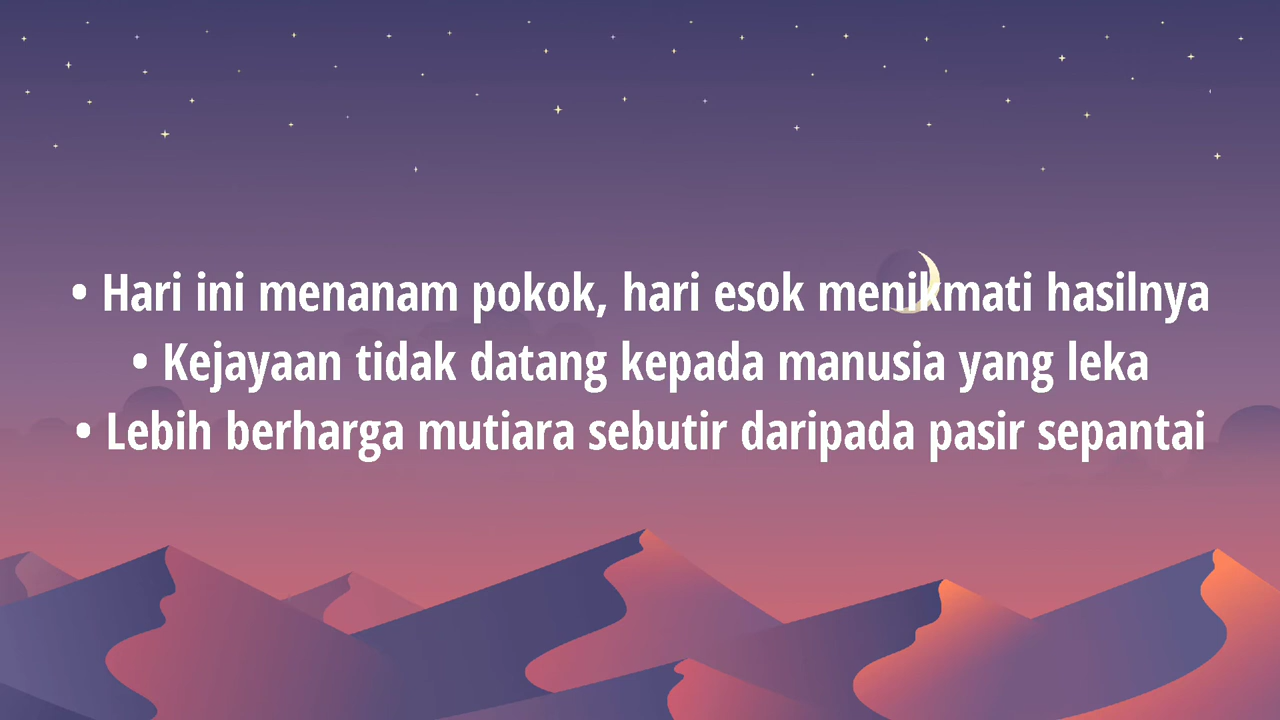 • Hari ini menanam pokok, hari esok menikmati hasilnya
• Kejayaan tidak datang kepada manusia yang leka
• Lebih berharga mutiara sebutir daripada pasir sepantai